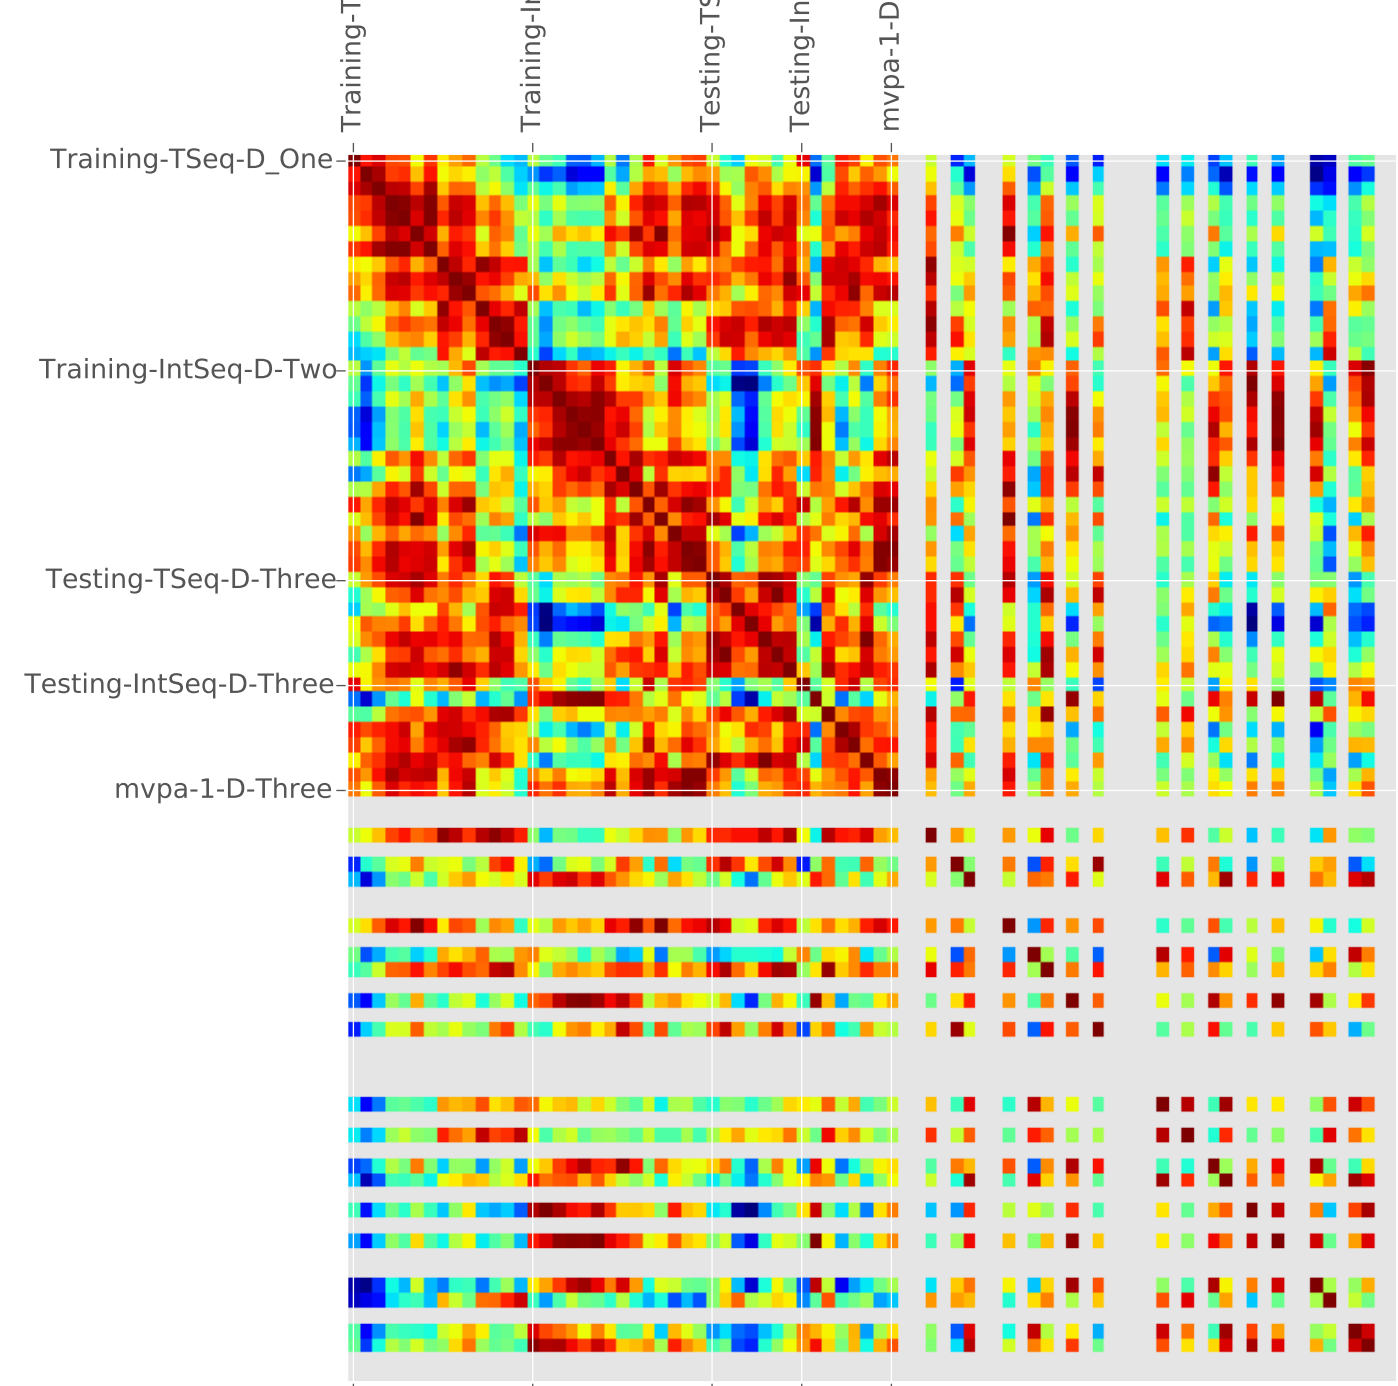 Training-T
Training-I
Testing-TS
Testing-In
mvpa-1-D
Training-TSeq-D_One
Training-IntSeq-D-Two
Testing-TSeq-D-Three
Testing-IntSeq-D-Three
mvpa-1-D-Three